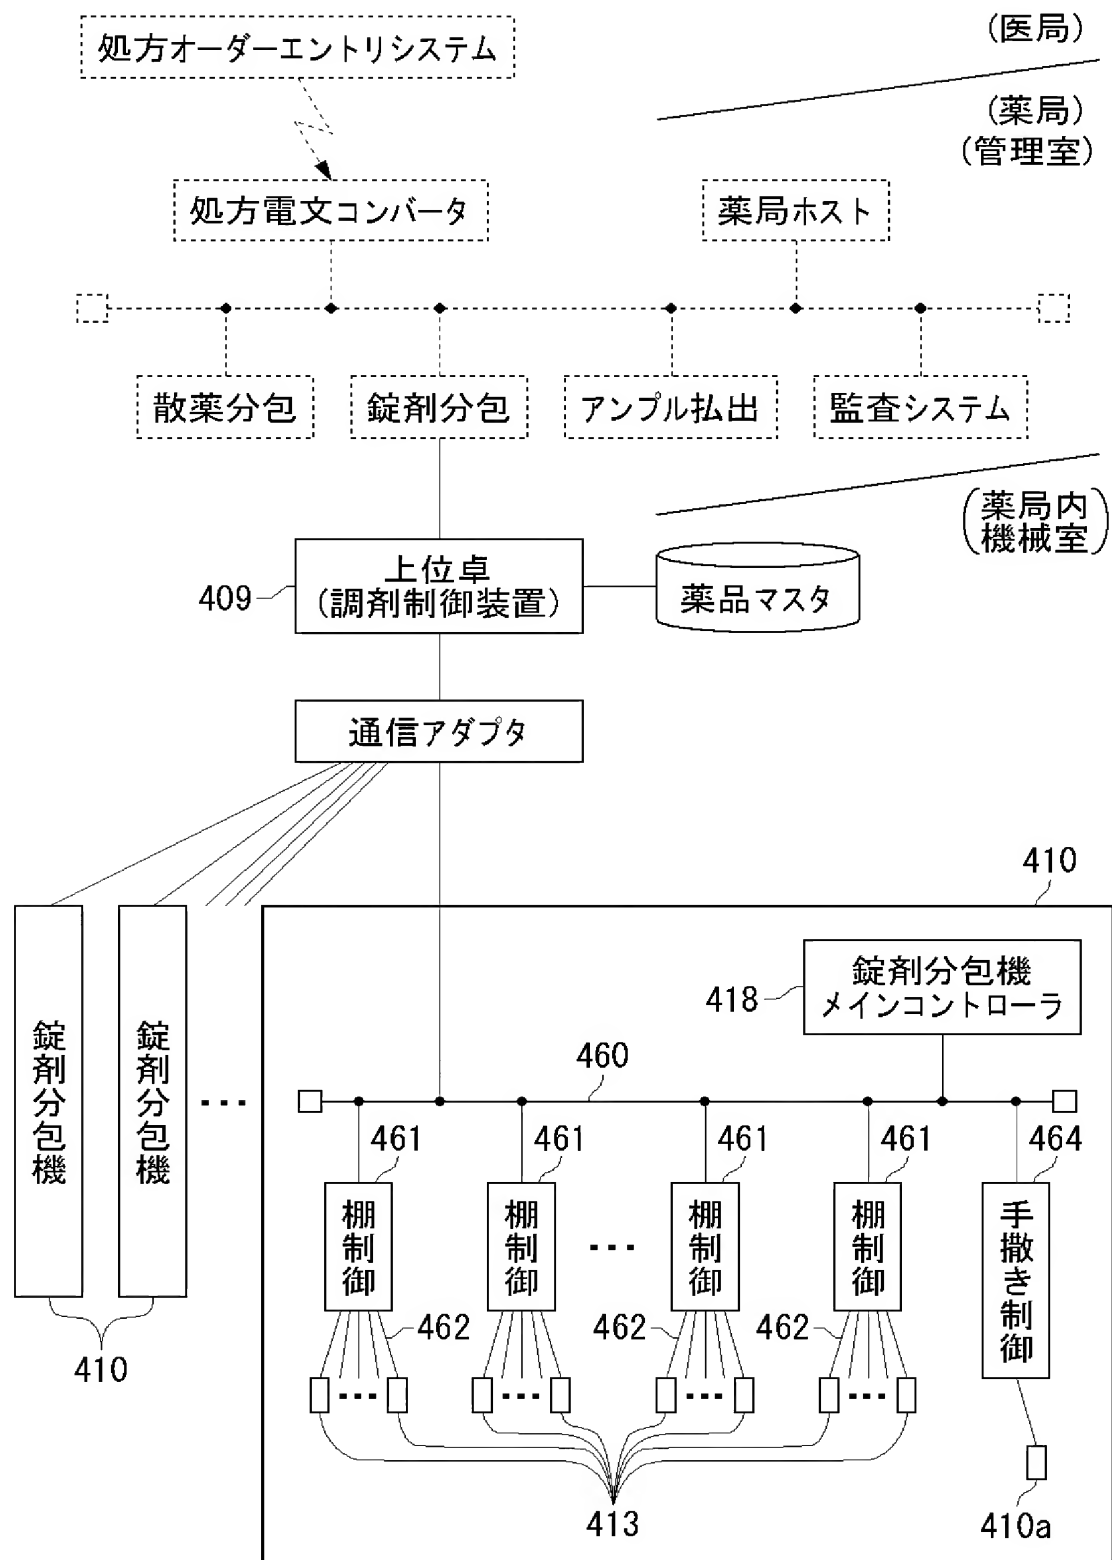 処方オーダーエントリシステム
(医局)
(薬局)
(管理室)
処方電文コンバータ
薬局ホスト
散薬分包
錠剤分包
アンプル払出
監査システム
(薬局内
機械室)
409
上位卓
(調剤制御装置)
薬品マスタ
通信アダプタ
410
錠剤分包機
錠剤分包機
410
418
錠剤分包機
メインコントローラ
460
461
461
461
461
464
棚制御
棚制御
棚制御
棚制御
手撒き制御
462
462
462
413
410a